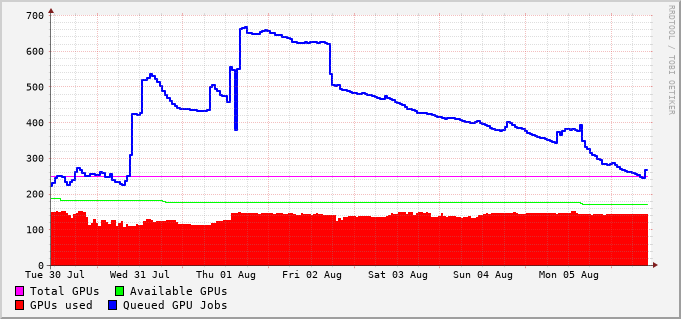 700
600
500
400
300
200
100
0
Tue 30 Jul Wed 31 Jul Thu 01 Aug Fri 02 Aug Sat 03 Aug Sun 04 Aug Mon 05 Aug
Total GPUs Available GPUs
GPUs used Queued GPU Jobs
RRDTOOL / TOBI OETIKER